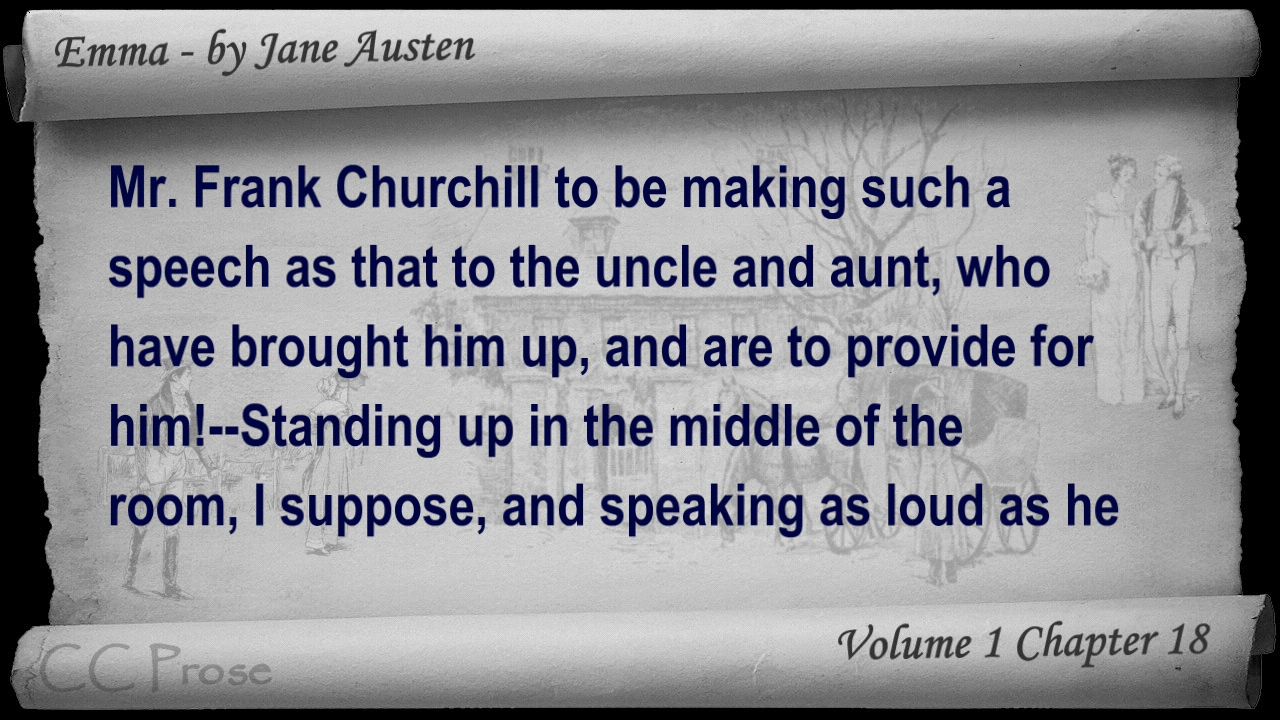 Emma - by Jane Austen
Mr. Frank Churchill to be making such a
speech as that to the uncle and aunt, who
have brought him up, and are to provide for
him!--Standing up in the middle of the
room, I suppose, and speaking as loud as he
Volume 1 Chapter 18
CC Prose